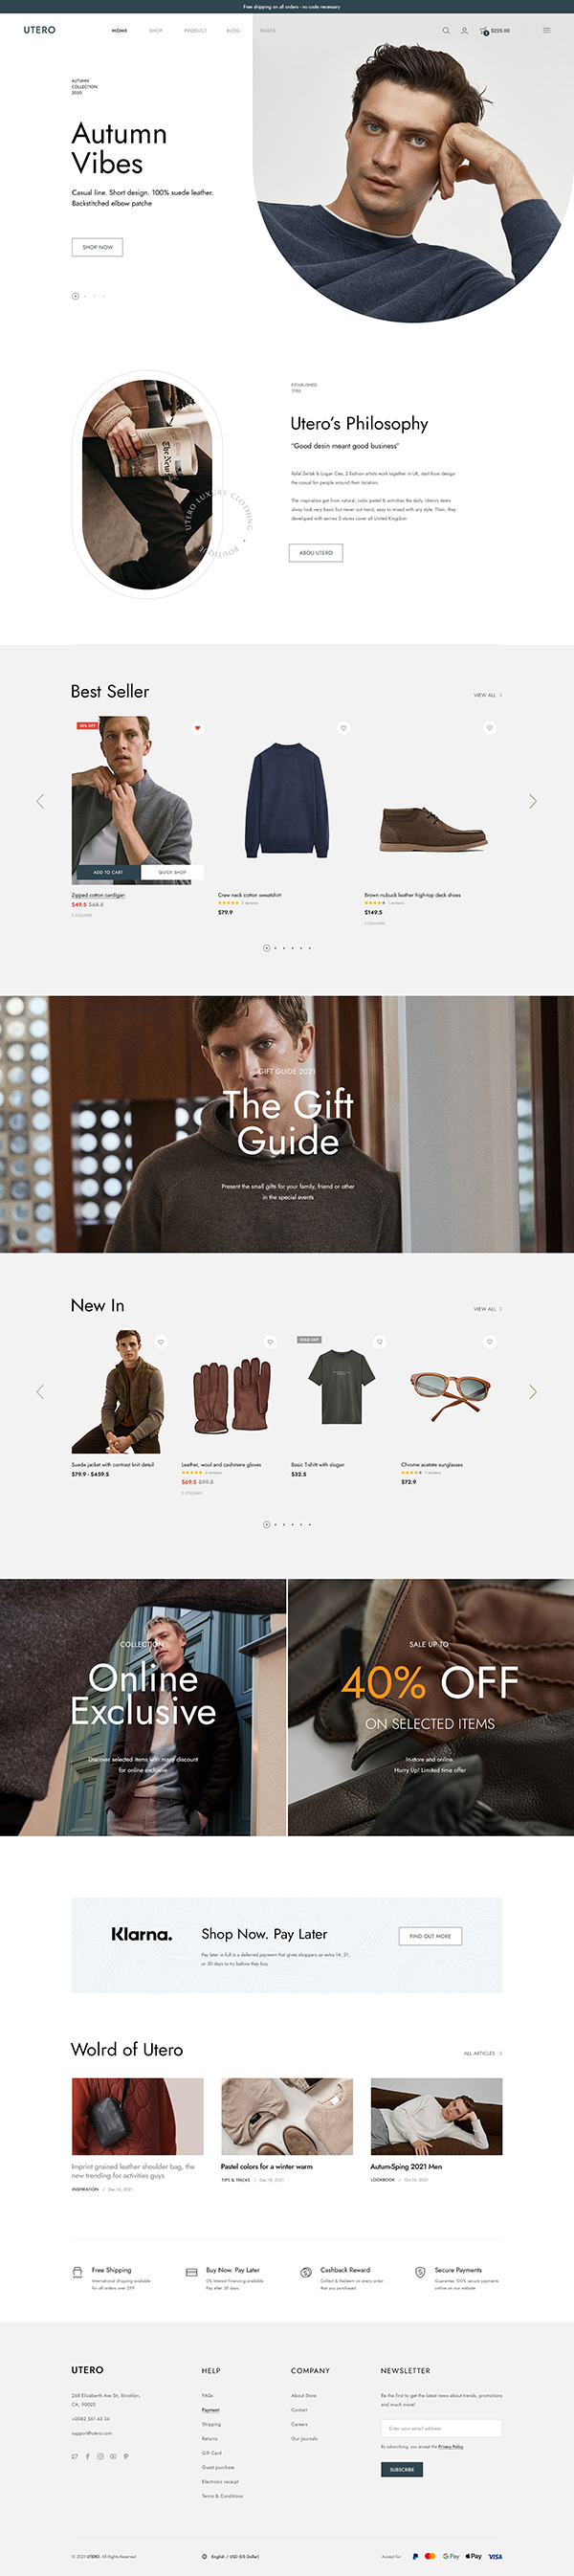 Free shipping on all orders - no code necessary
UTERO
HOME SHOP PRODUCT BLOG PAGES
$225.00
AUTUMN
COLLECTION
2020
Autumn
Vibes
Casual line. Short design. 100% suede leather.
Backstitched elbow patche
SHOP NOW
ESTABLISHED
Utero's Philosophy
"Good desin meant good business"
& Logan Cee, 2 fashion artists work together in UK, start from design
the casual for people around their location.
The inspiration got from natural, color pastel & activities the daily. Utero's items
alway look very basic but never out trend, easy to mixed with any style. Then, they
developed with serries 5 stores cover all United Kingdom
ABOU UTERO
UTERO LUXURY CLOTHING • BOUTIQUE
Best Seller
VIEW ALL
10% OFF
ADD TO CART QUICK SHOP
Zipped cotton cardigan
$49.5 $68.5
2 COLOURS
Crew neck cotton sweatshirt
2 reviews
$79.9
Brown nubuck leather high-top deck shoes
1 reviews
$149.5
COLOURS
GIFT GUIDE 2021
The Gift
Guide
Present the small gifts for your family, friend or other
in the special events
New In
VIEW ALL
SOLD OUT
Suede jacket with contrast knit detail
$79.9 - $459.5
Leather, wool and cashmere gloves
3 reviews
$69.5 $99.5
2 COLOURS
Basic T-shitt with slogan
$32.5
Chrome acetate sunglasses
1 reviews
$72.9
COLLECTION
Online
Exclusive
Discover selected items with many discount
for online exclusive
SALE UP TO
40% OFF
ON SELECTED ITEMS
In-store and online.
Hurry Up! Limited time offer
Klarna.
Shop Now. Pay Later
Pay later in full is a deferred payment that gives shoppers an extra 14, 21,
or 30 days to try before they buy
FIND OUT MORE
Wolrd of Utero
ALL ARTICLES
Imprint grained leather shoulder bag, the
new trending for activities guys
INSPIRATION / Dec 19, 2021
Pastel colors for a winter warm
TIPS & TRICKS / Dec 19, 2021
Autum-Sping 2021 Men
LOOKBOOK / Oct 10, 2021
Free Shipping
International shipping available
for all orders over $99
Buy Now. Pay Later
0% Interest financing available
Pay after 30 days
Cashback Reward
Collect & Redeem on every order
that you purchased
Secure Payments
Guarantee 100% secure payments
online on our website
UTERO
268 Elizabeth Ave Str, Brooklyn,
CA, 90025
+0082 561 45 34
support@utero.com
HELP
FAQs
Payment
Shipping
Returns
Gift Card
Guest purchase
Electronic receipt
Terms & Conditions
COMPANY
About Store
Contact
Careers
Our Journals
NEWSLETTER
Be the first to get the latest news about trends, promotions
and much more!
Enter your email address
By subscribing, you accept the Privacy Policy
SUBSCRIBE
© 2021 UTERO. All Rights Reserved
English / USD (US Dollar)
Accept for
G Pay
Pay
VISA